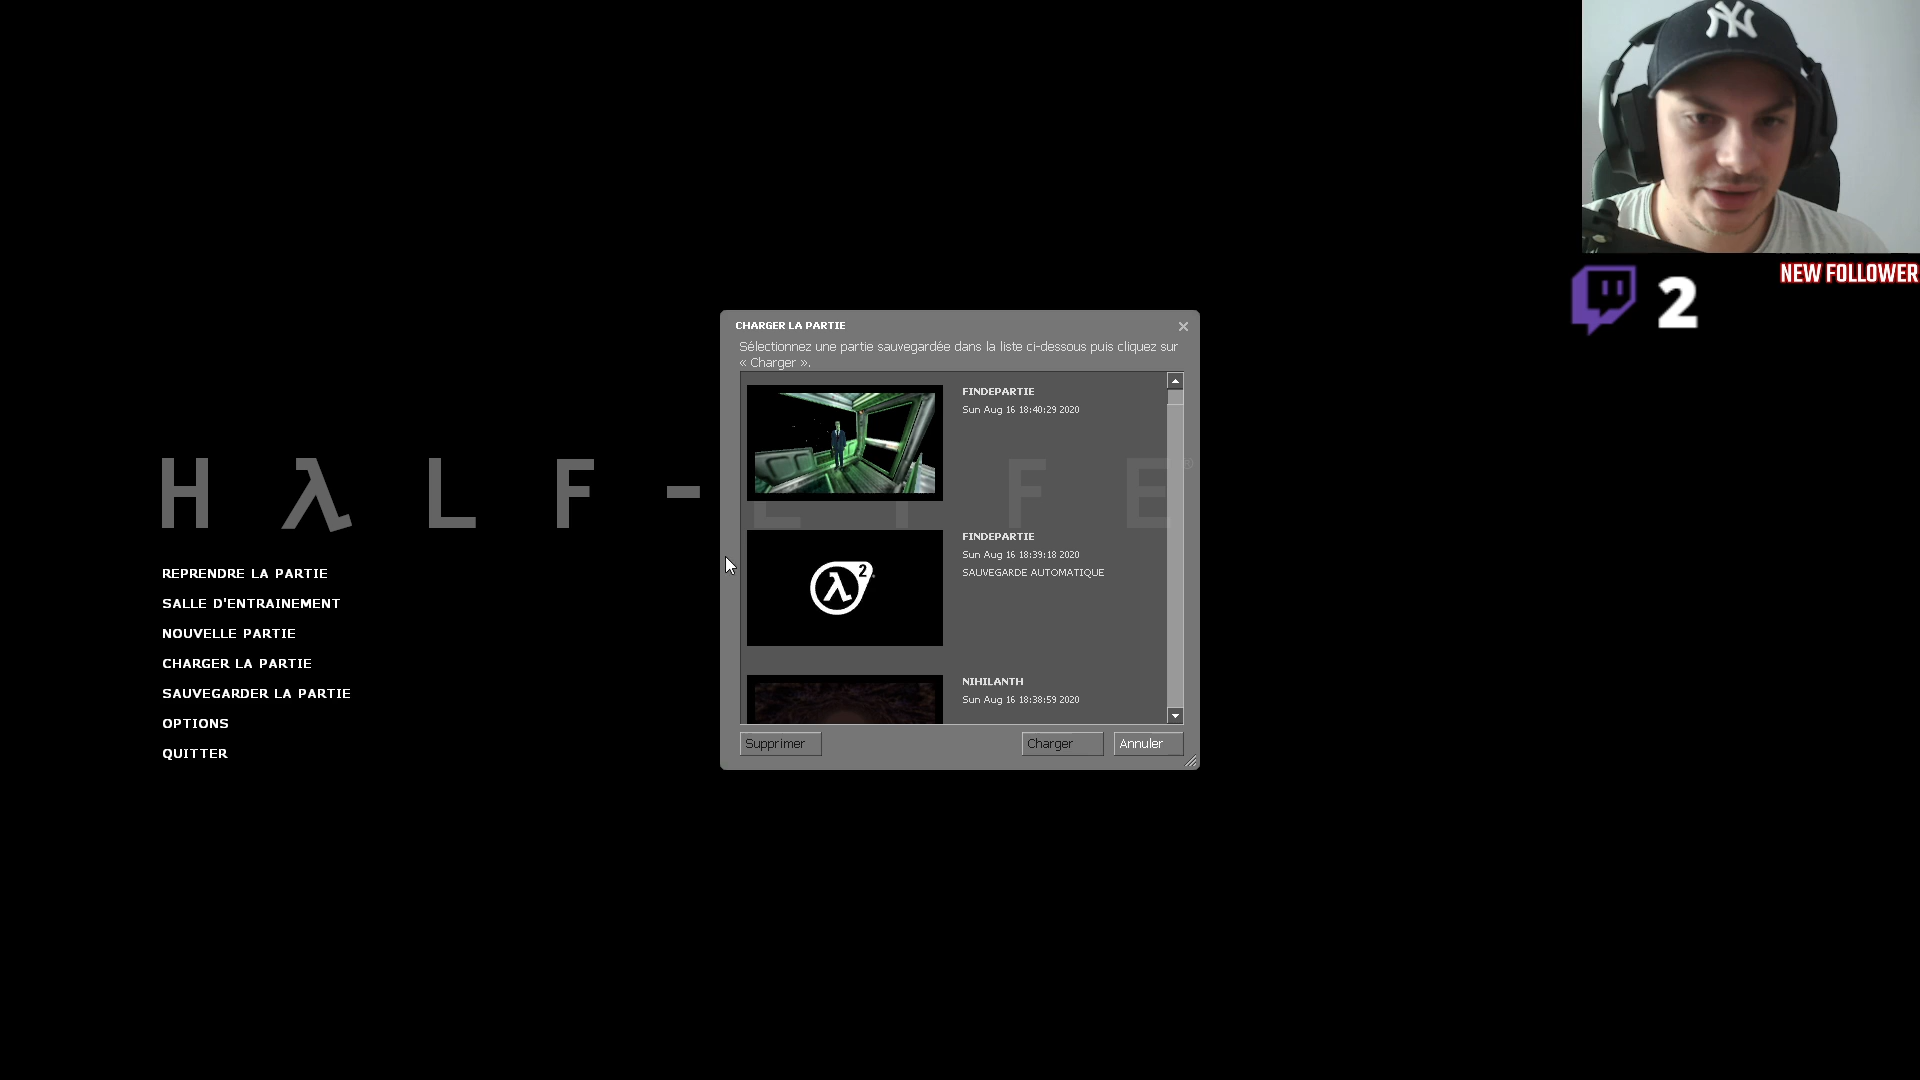 NY
NEW FOLLOWER
2
CHARGER LA PARTIE
Sélectionnez une partie sauvegardée dans la liste ci-dessous puis cliquez sur
« Charger ».
FINDEPARTIE
Sun Aug 16 18:40:29 2020
HλLF-LIFE®
FINDEPARTIE
Sun Aug 16 18:39:18 2020
SAUVEGARDE AUTOMATIQUE
λ2
NIHILANTH
Sun Aug 16 18:38:59 2020
Supprimer
Charger
Annuler
REPRENDRE LA PARTIE
SALLE D'ENTRAINEMENT
NOUVELLE PARTIE
CHARGER LA PARTIE
SAUVEGARDER LA PARTIE
OPTIONS
QUITTER